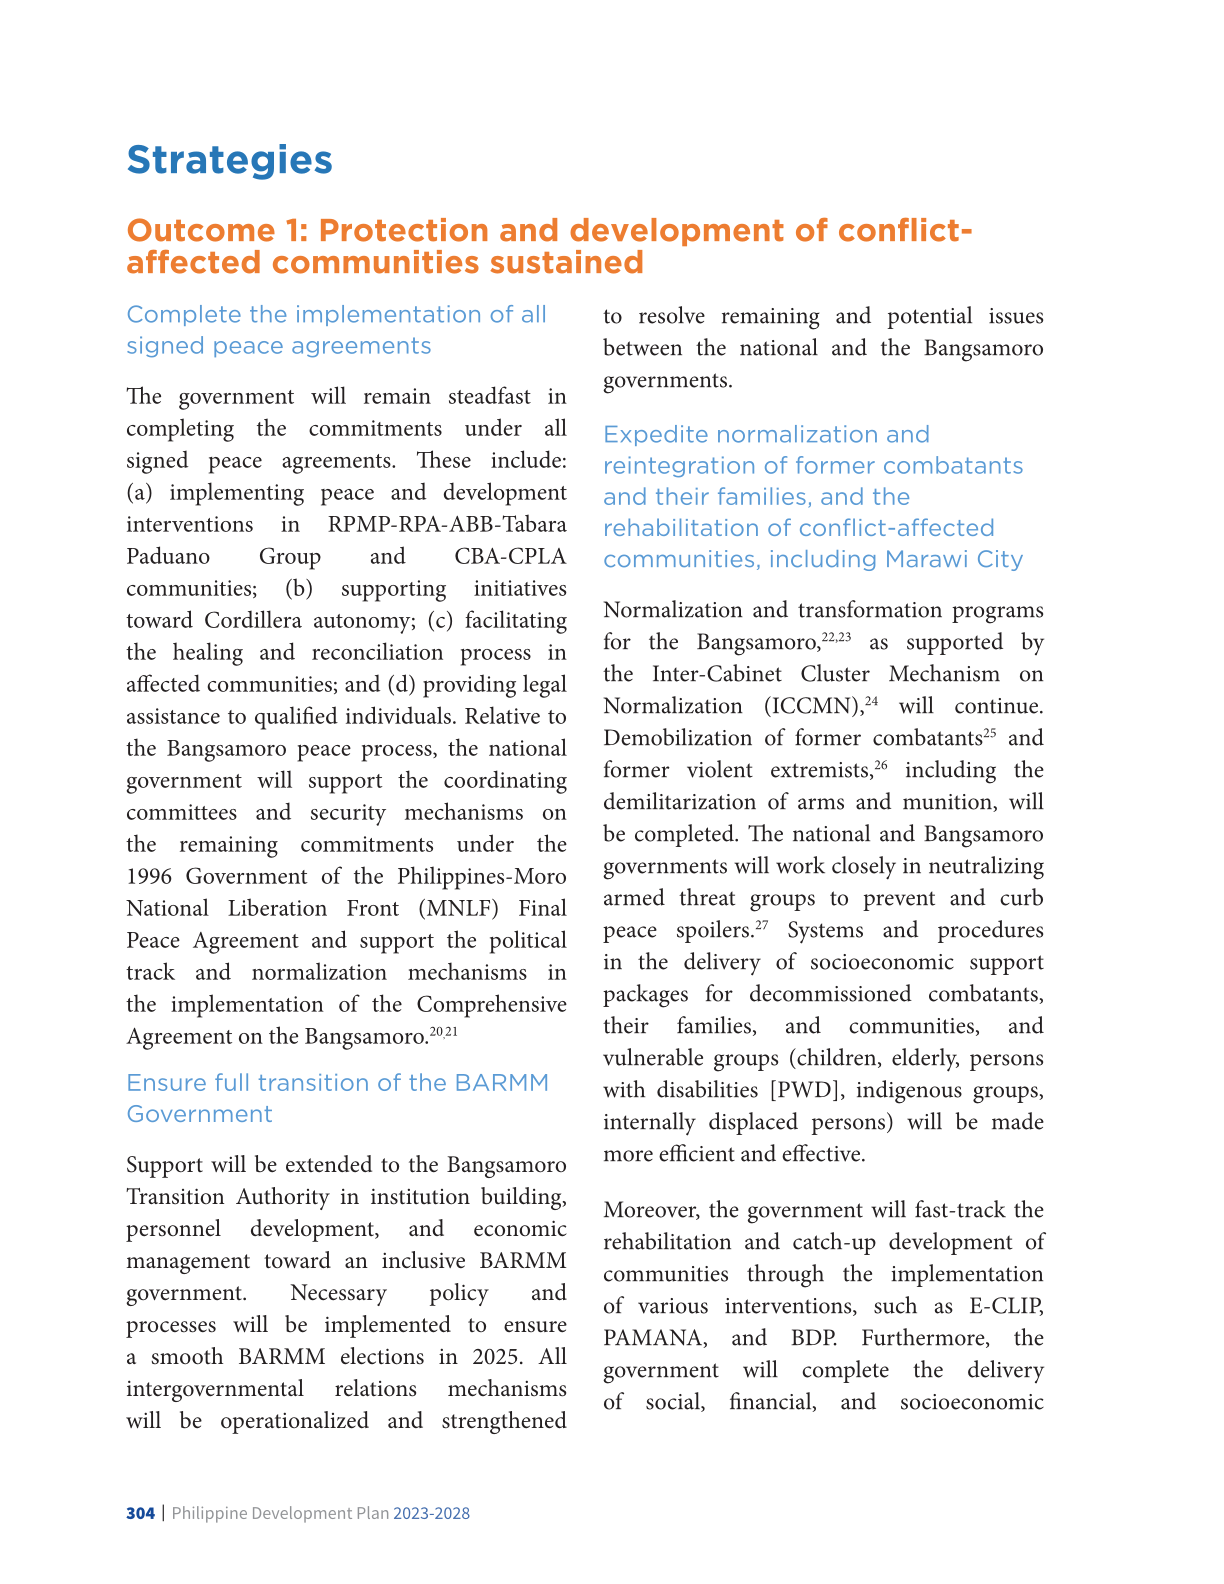 Strategies
Outcome 1: Protection and development of conflict-
affected communities sustained
Complete the implementation of all
signed peace agreements
The government will remain steadfast in
completing the commitments under all
signed peace agreements. These include:
(a) implementing peace and development
interventions in RPMP-RPA-ABB-Tabara
Paduano Group and CBA-CPLA
communities; (b) supporting initiatives
toward Cordillera autonomy; (c) facilitating
the healing and reconciliation process in
affected communities; and (d) providing legal
assistance to qualified individuals. Relative to
the Bangsamoro peace process, the national
government will support the coordinating
committees and security mechanisms on
the remaining commitments under the
1996 Government of the Philippines-Moro
National Liberation Front (MNLF) Final
Peace Agreement and support the political
track and normalization mechanisms in
the implementation of the Comprehensive
Agreement on the Bangsamoro.20,21
Ensure full transition of the BARMM
Government
Support will be extended to the Bangsamoro
Transition Authority in institution building,
personnel development, and economic
management toward an inclusive BARMM
government. Necessary policy and
processes will be implemented to ensure
a smooth BARMM elections in 2025. All
intergovernmental relations mechanisms
will be operationalized and strengthened
to resolve remaining and potential issues
between the national and the Bangsamoro
governments.
Expedite normalization and
reintegration of former combatants
and their families, and the
rehabilitation of conflict-affected
communities, including Marawi City
Normalization and transformation programs
for the Bangsamoro,22,23 as supported by
the Inter-Cabinet Cluster Mechanism on
Normalization (ICCMN),24 will continue.
Demobilization of former combatants25 and
former violent extremists,26 including the
demilitarization of arms and munition, will
be completed. The national and Bangsamoro
governments will work closely in neutralizing
armed threat groups to prevent and curb
peace spoilers.27 Systems and procedures
in the delivery of socioeconomic support
packages for decommissioned combatants,
their families, and communities, and
vulnerable groups (children, elderly, persons
with disabilities [PWD], indigenous groups,
internally displaced persons) will be made
more efficient and effective.
Moreover, the government will fast-track the
rehabilitation and catch-up development of
communities through the implementation
of various interventions, such as E-CLIP,
PAMANA, and BDP. Furthermore, the
government will complete the delivery
of social, financial, and socioeconomic
304 | Philippine Development Plan 2023-2028